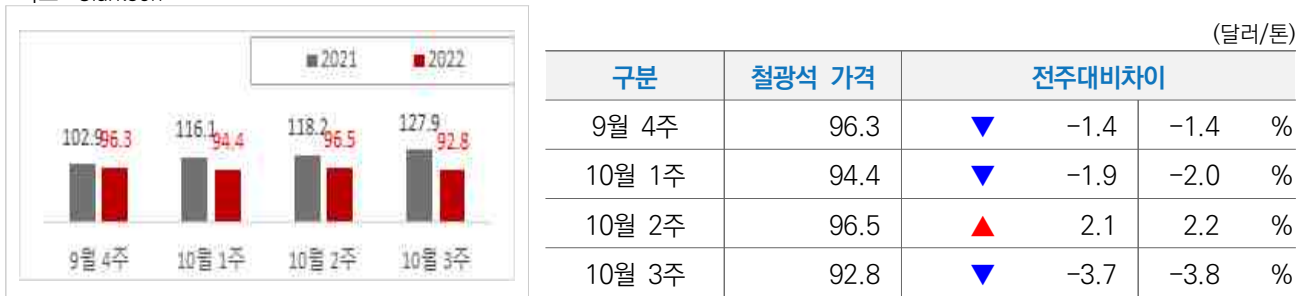 ■2021 ■2022
102.9 96.3 116.1 94.4 118.2 96.5 127.9 92.8
9월 4주 10월 1주 10월 2주 10월 3주
(달러/톤)
구분 철광석 가격 전주대비차이
9월 4주 96.3 ▼ -1.4 -1.4 %
10월 1주 94.4 ▼ -1.9 -2.0 %
10월 2주 96.5 ▲ 2.1 2.2 %
10월 3주 92.8 ▼ -3.7 -3.8 %